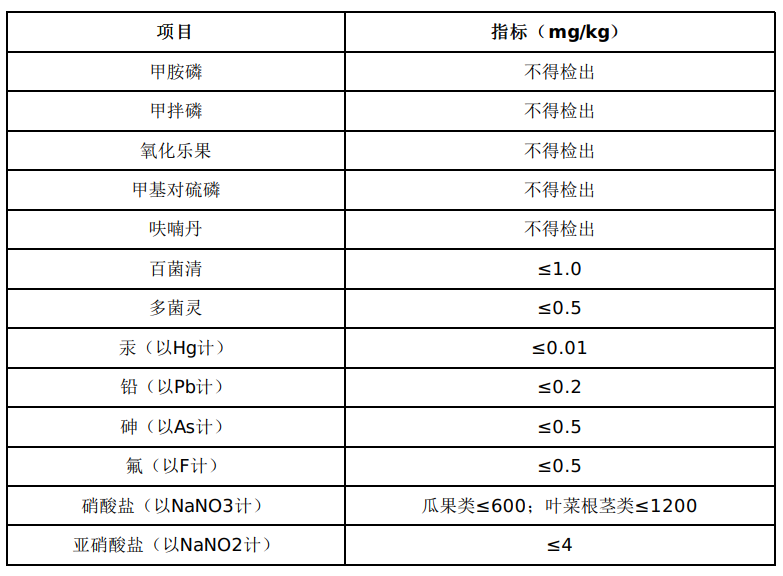 项目 指标（mg/kg）
甲胺磷 不得检出
甲拌磷 不得检出
氧化乐果 不得检出
甲基对硫磷 不得检出
呋喃丹 不得检出
百菌清 ≤1.0
多菌灵 ≤0.5
汞（以Hg计） ≤0.01
铅（以Pb计） ≤0.2
砷（以As计） ≤0.5
氟（以F计） ≤0.5
硝酸盐（以NaNO3计） 瓜果类≤600；叶菜根茎类≤1200
亚硝酸盐（以NaNO2计） ≤4